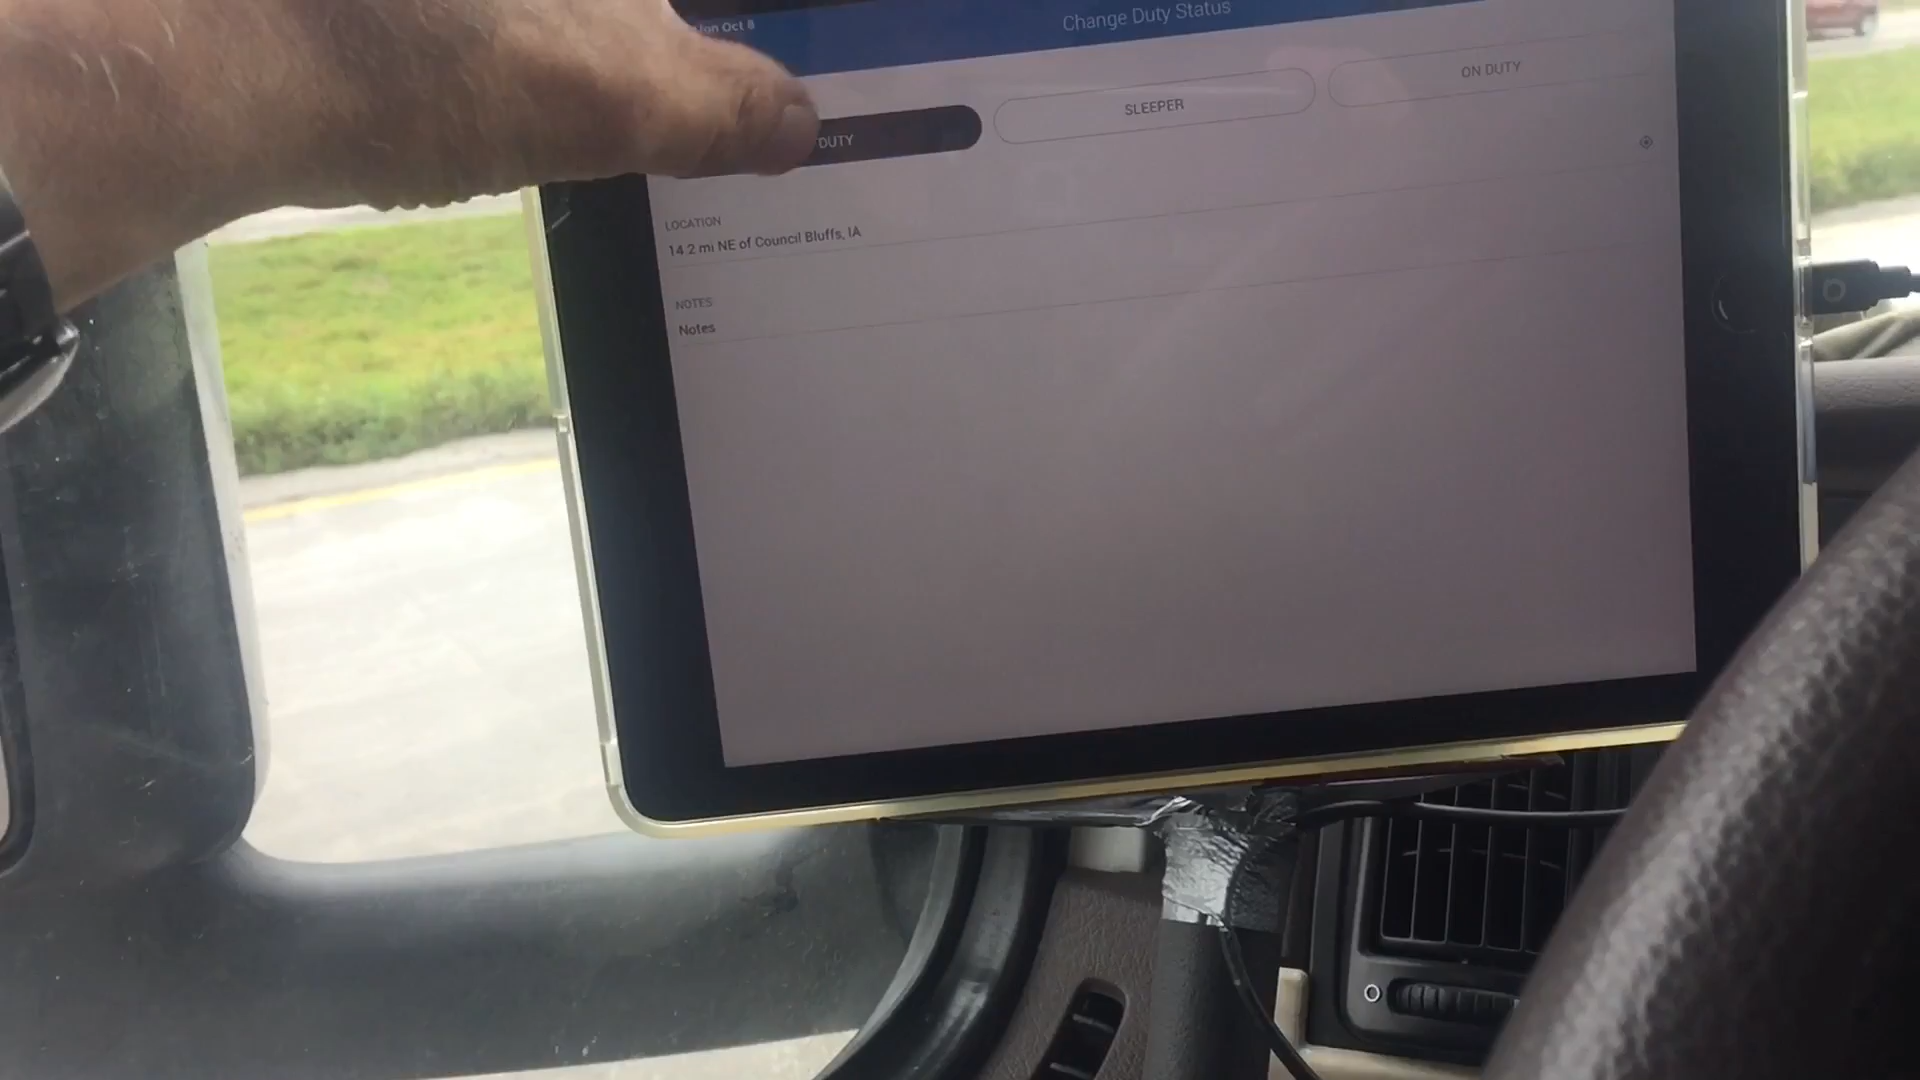 Mon Oct 8
Change Duty Status
DUTY
SLEEPER
ON DUTY
LOCATION
14.2 mi NE of Council Bluffs, IA
NOTES
Notes